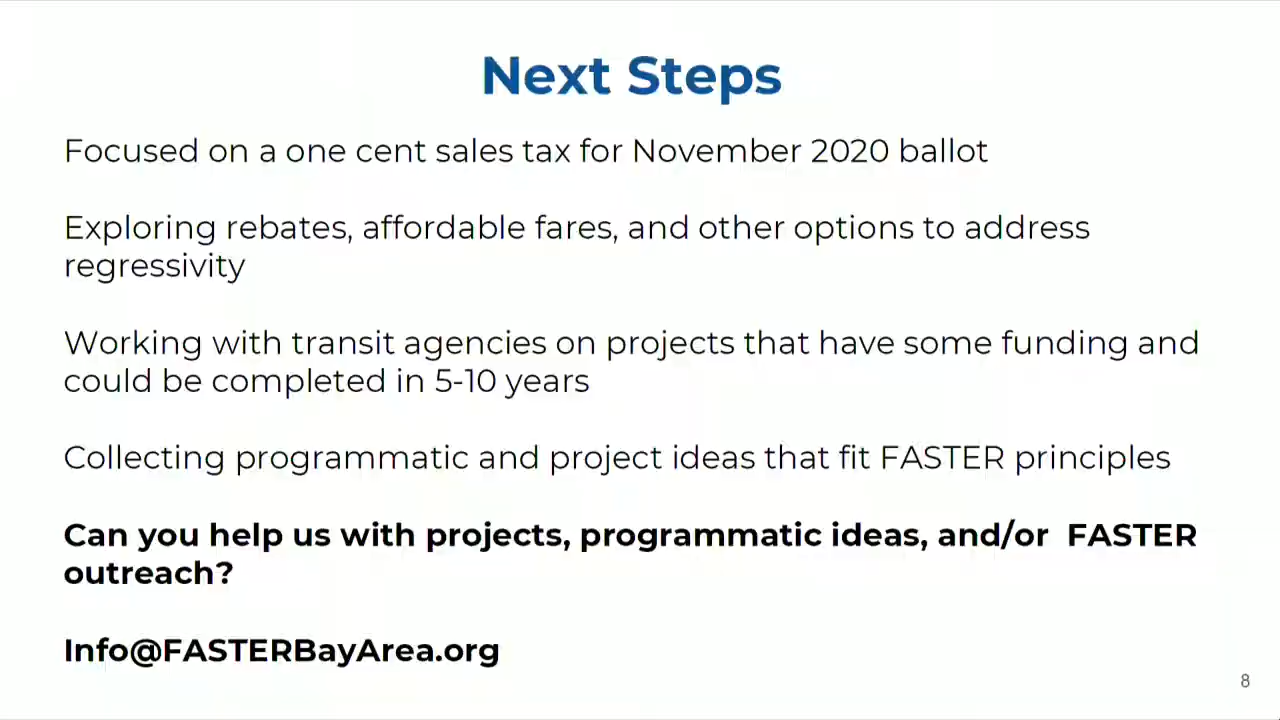 Next Steps
Focused on a one cent sales tax for November 2020 ballot
Exploring rebates, affordable fares, and other options to address
regressivity
Working with transit agencies on projects that have some funding and
could be completed in 5-10 years
Collecting programmatic and project ideas that fit FASTER principles
Can you help us with projects, programmatic ideas, and/or  FASTER
outreach?
Info@FASTERBayArea.org
8